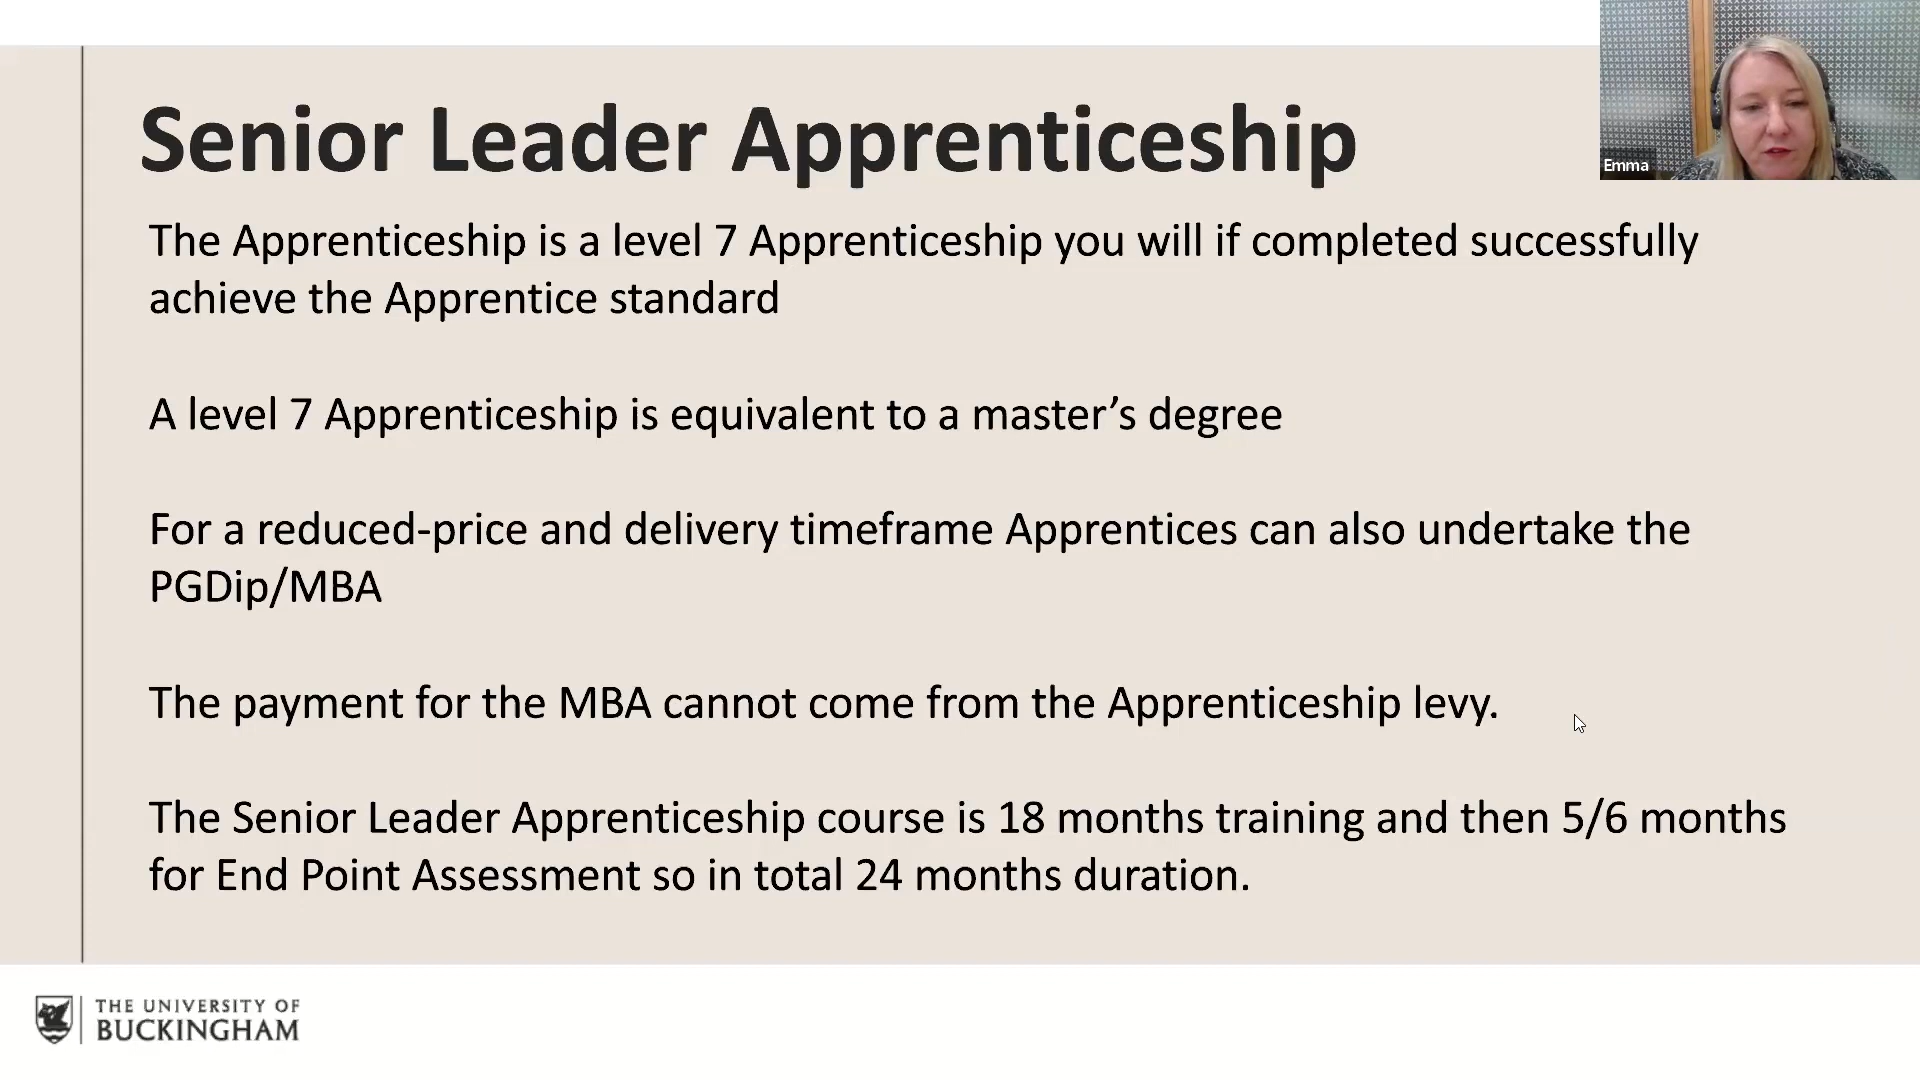 Senior Leader Apprenticeship
Emma
The Apprenticeship is a level 7 Apprenticeship you will if completed successfully
achieve the Apprentice standard
A level 7 Apprenticeship is equivalent to a master’s degree
For a reduced-price and delivery timeframe Apprentices can also undertake the
PGDip/MBA
The payment for the MBA cannot come from the Apprenticeship levy.
The Senior Leader Apprenticeship course is 18 months training and then 5/6 months
for End Point Assessment so in total 24 months duration.
THE UNIVERSITY OF
BUCKINGHAM